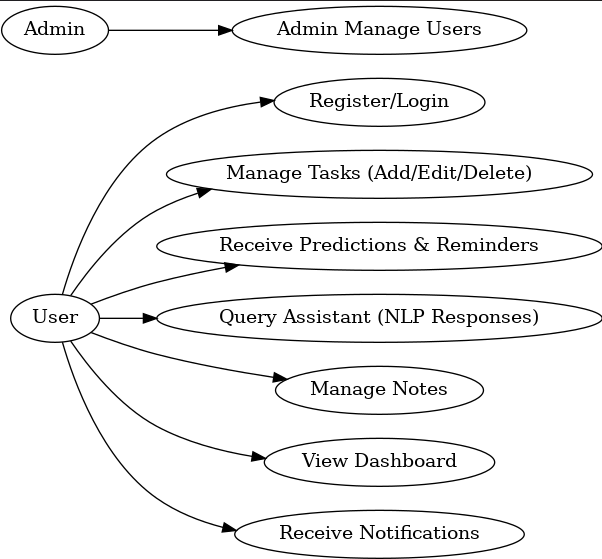 Admin
Admin Manage Users
Register/Login
Manage Tasks (Add/Edit/Delete)
Receive Predictions & Reminders
User
Query Assistant (NLP Responses)
Manage Notes
View Dashboard
Receive Notifications